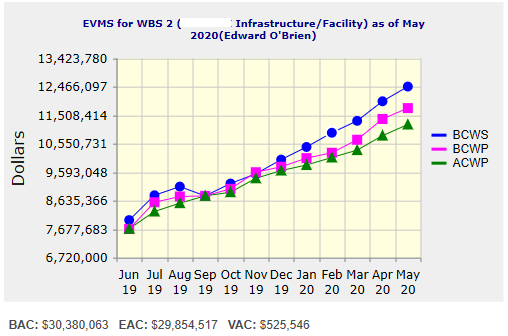 EVMS for WBS 2 ( Infrastructure/Facility) as of May
2020(Edward O'Brien)
Dollars
13,423,780
12,466,097
11,508,414
10,550,731
9,593,048
8,635,366
7,677,683
6,720,000
BCWS
BCWP
ACWP
Jun Jul Aug Sep Oct Nov Dec Jan Feb Mar Apr May
19 19 19 19 19 19 19 20 20 20 20 20
BAC: $30,380,063 EAC: $29,854,517 VAC: $525,546